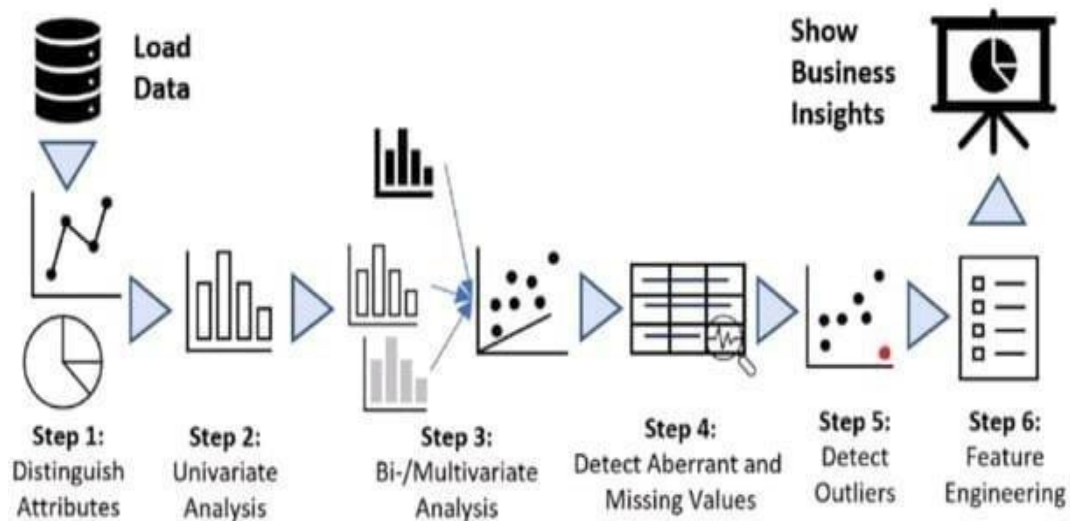 Load
Data
Show
Business
Insights
Step 1:
Distinguish
Attributes
Step 2:
Univariate
Analysis
Step 3:
Bi-/Multivariate
Analysis
Step 4:
Detect Aberrant and
Missing Values
Step 5:
Detect
Outliers
Step 6:
Feature
Engineering